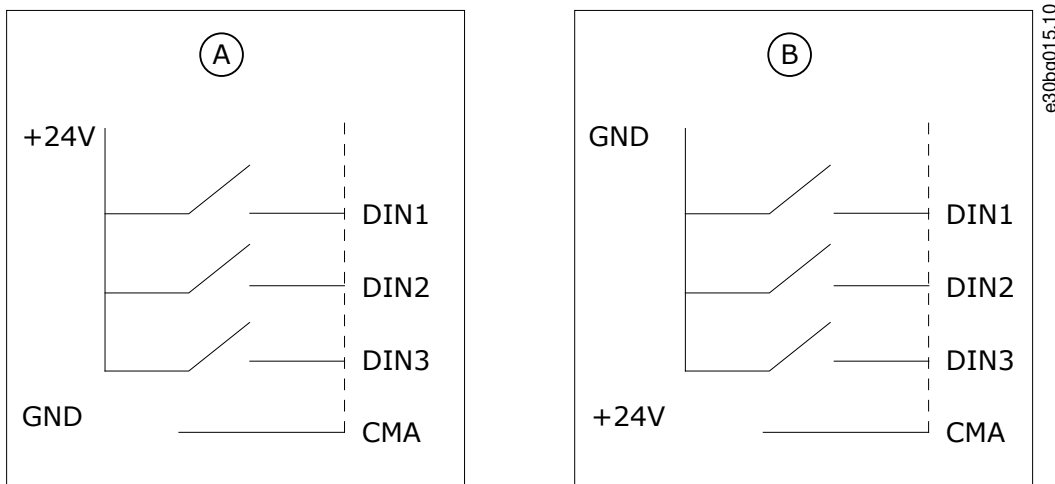 A
+24V
DIN1
DIN2
DIN3
GND
CMA
B
GND
DIN1
DIN2
DIN3
+24V
CMA
e30bg015.10